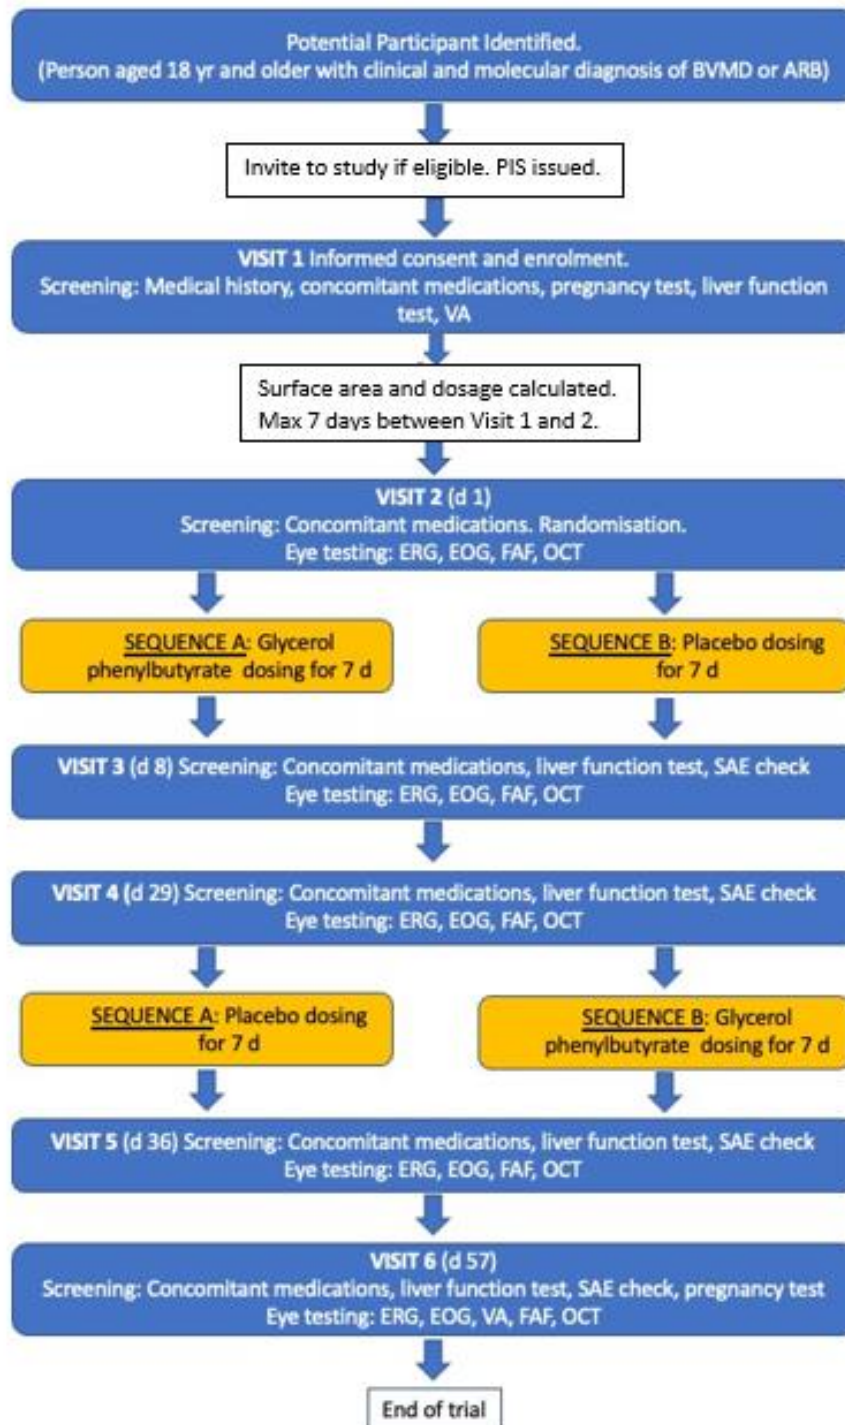 Potential Participant Identified.
(Person aged 18 yr and older with clinical and molecular diagnosis of BVMD or ARB)
Invite to study if eligible. PIS issued.
VISIT 1 Informed consent and enrolment.
Screening: Medical history, concomitant medications, pregnancy test, liver function
test, VA
Surface area and dosage calculated.
Max 7 days between Visit 1 and 2.
VISIT 2 (d 1)
Screening: Concomitant medications. Randomisation.
Eye testing: ERG, EOG, FAF, OCT
SEQUENCE A: Glycerol
phenylbutyrate dosing for 7 d
SEQUENCE B: Placebo dosing
for 7 d
VISIT 3 (d 8) Screening: Concomitant medications, liver function test, SAE check
Eye testing: ERG, EOG, FAF, OCT
VISIT 4 (d 29) Screening: Concomitant medications, liver function test, SAE check
Eye testing: ERG, EOG, FAF, OCT
SEQUENCE A: Placebo dosing
for 7 d
SEQUENCE B: Glycerol
phenylbutyrate dosing for 7 d
VISIT 5 (d 36) Screening: Concomitant medications, liver function test, SAE check
Eye testing: ERG, EOG, FAF, OCT
VISIT 6 (d 57)
Screening: Concomitant medications, liver function test, SAE check, pregnancy test
Eye testing: ERG, EOG, VA, FAF, OCT
End of trial